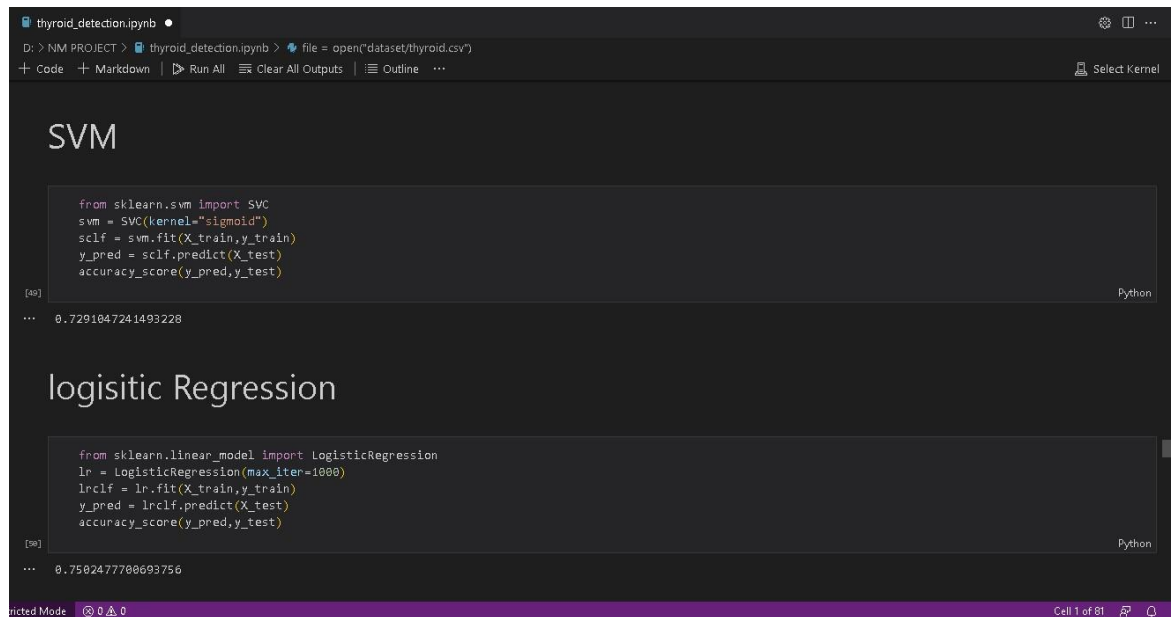 thyroid_detection.ipynb ●
D: > NM PROJECT > thyroid_detection.ipynb > file = open("dataset/thyroid.csv")
+ Code + Markdown | Run All Clear All Outputs | Outline ··· Select Kernel
SVM
from sklearn.svm import SVC
svm = SVC(kernel="sigmoid")
sclf = svm.fit(X_train,y_train)
y_pred = sclf.predict(X_test)
accuracy_score(y_pred,y_test)
[49] Python
··· 0.7291047241493228
logisitic Regression
from sklearn.linear_model import LogisticRegression
lr = LogisticRegression(max_iter=1000)
lrclf = lr.fit(X_train,y_train)
y_pred = lrclf.predict(X_test)
accuracy_score(y_pred,y_test)
[50] Python
··· 0.7502477700693756
tricted Mode 0 0 Cell 1 of 81